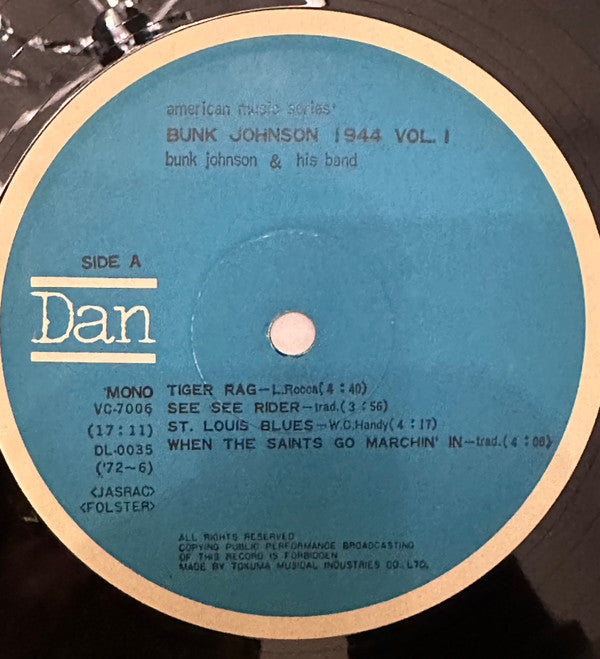 american music series
BUNK JOHNSON 1944 VOL. 1
bunk johnson & his band
SIDE A
Dan
MONO TIGER RAG—L.Rocca(4:40)
VC-7006 SEE SEE RIDER—trad.(3:56)
(17:11) ST. LOUIS BLUES—W.C.Handy(4:17)
DL-0035 WHEN THE SAINTS GO MARCHIN' IN—trad.(4:06)
('72~6)
<JASRAC>
<FOLSTER>
ALL RIGHTS RESERVED
COPYING PUBLIC PERFORMANCE BROADCASTING
OF THIS RECORD IS FORBIDDEN
MADE BY TOKUMA MUSICAL INDUSTRIES CO., LTD.